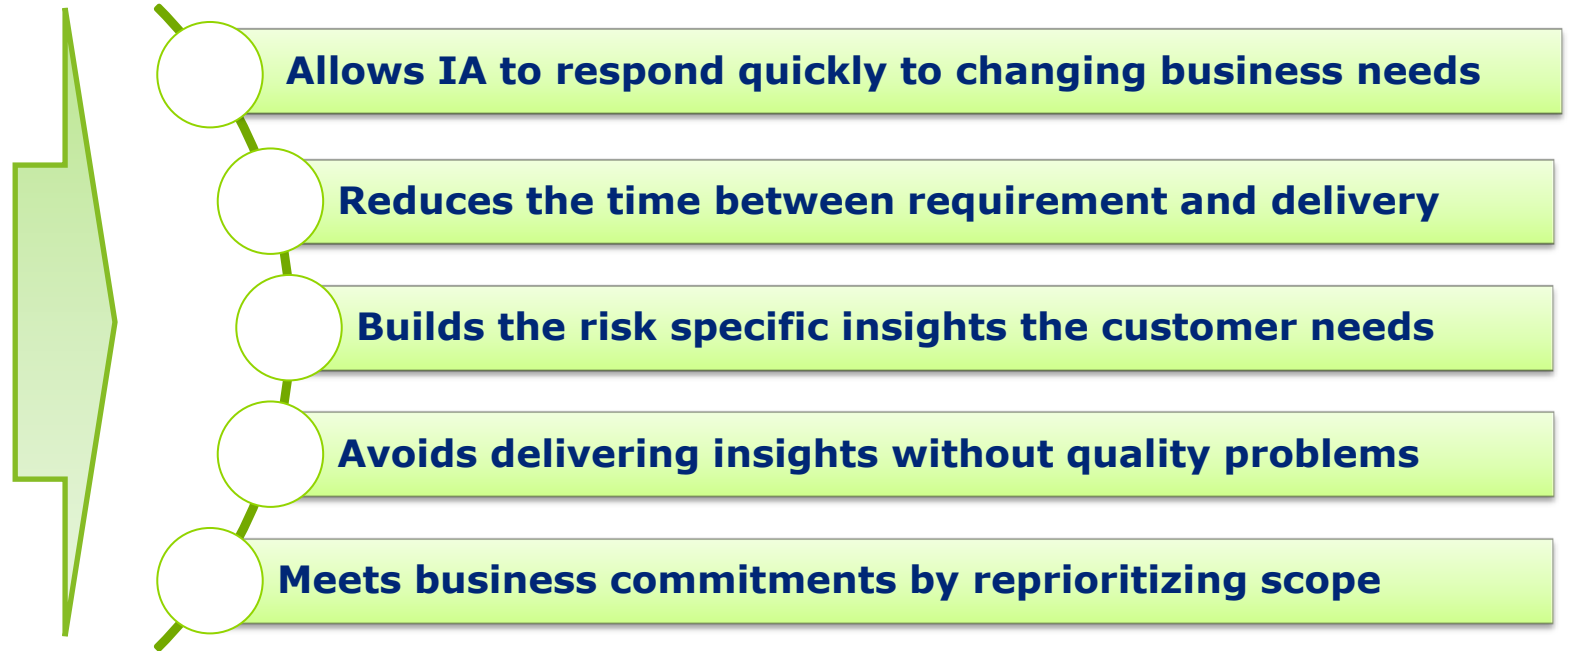 Allows IA to respond quickly to changing business needs
Reduces the time between requirement and delivery
Builds the risk specific insights the customer needs
Avoids delivering insights without quality problems
Meets business commitments by reprioritizing scope